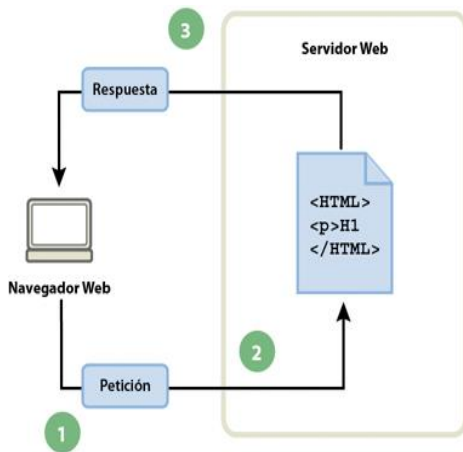 3
Servidor Web
Respuesta
<HTML>
<p>H1
</HTML>
Navegador Web
2
Petición
1